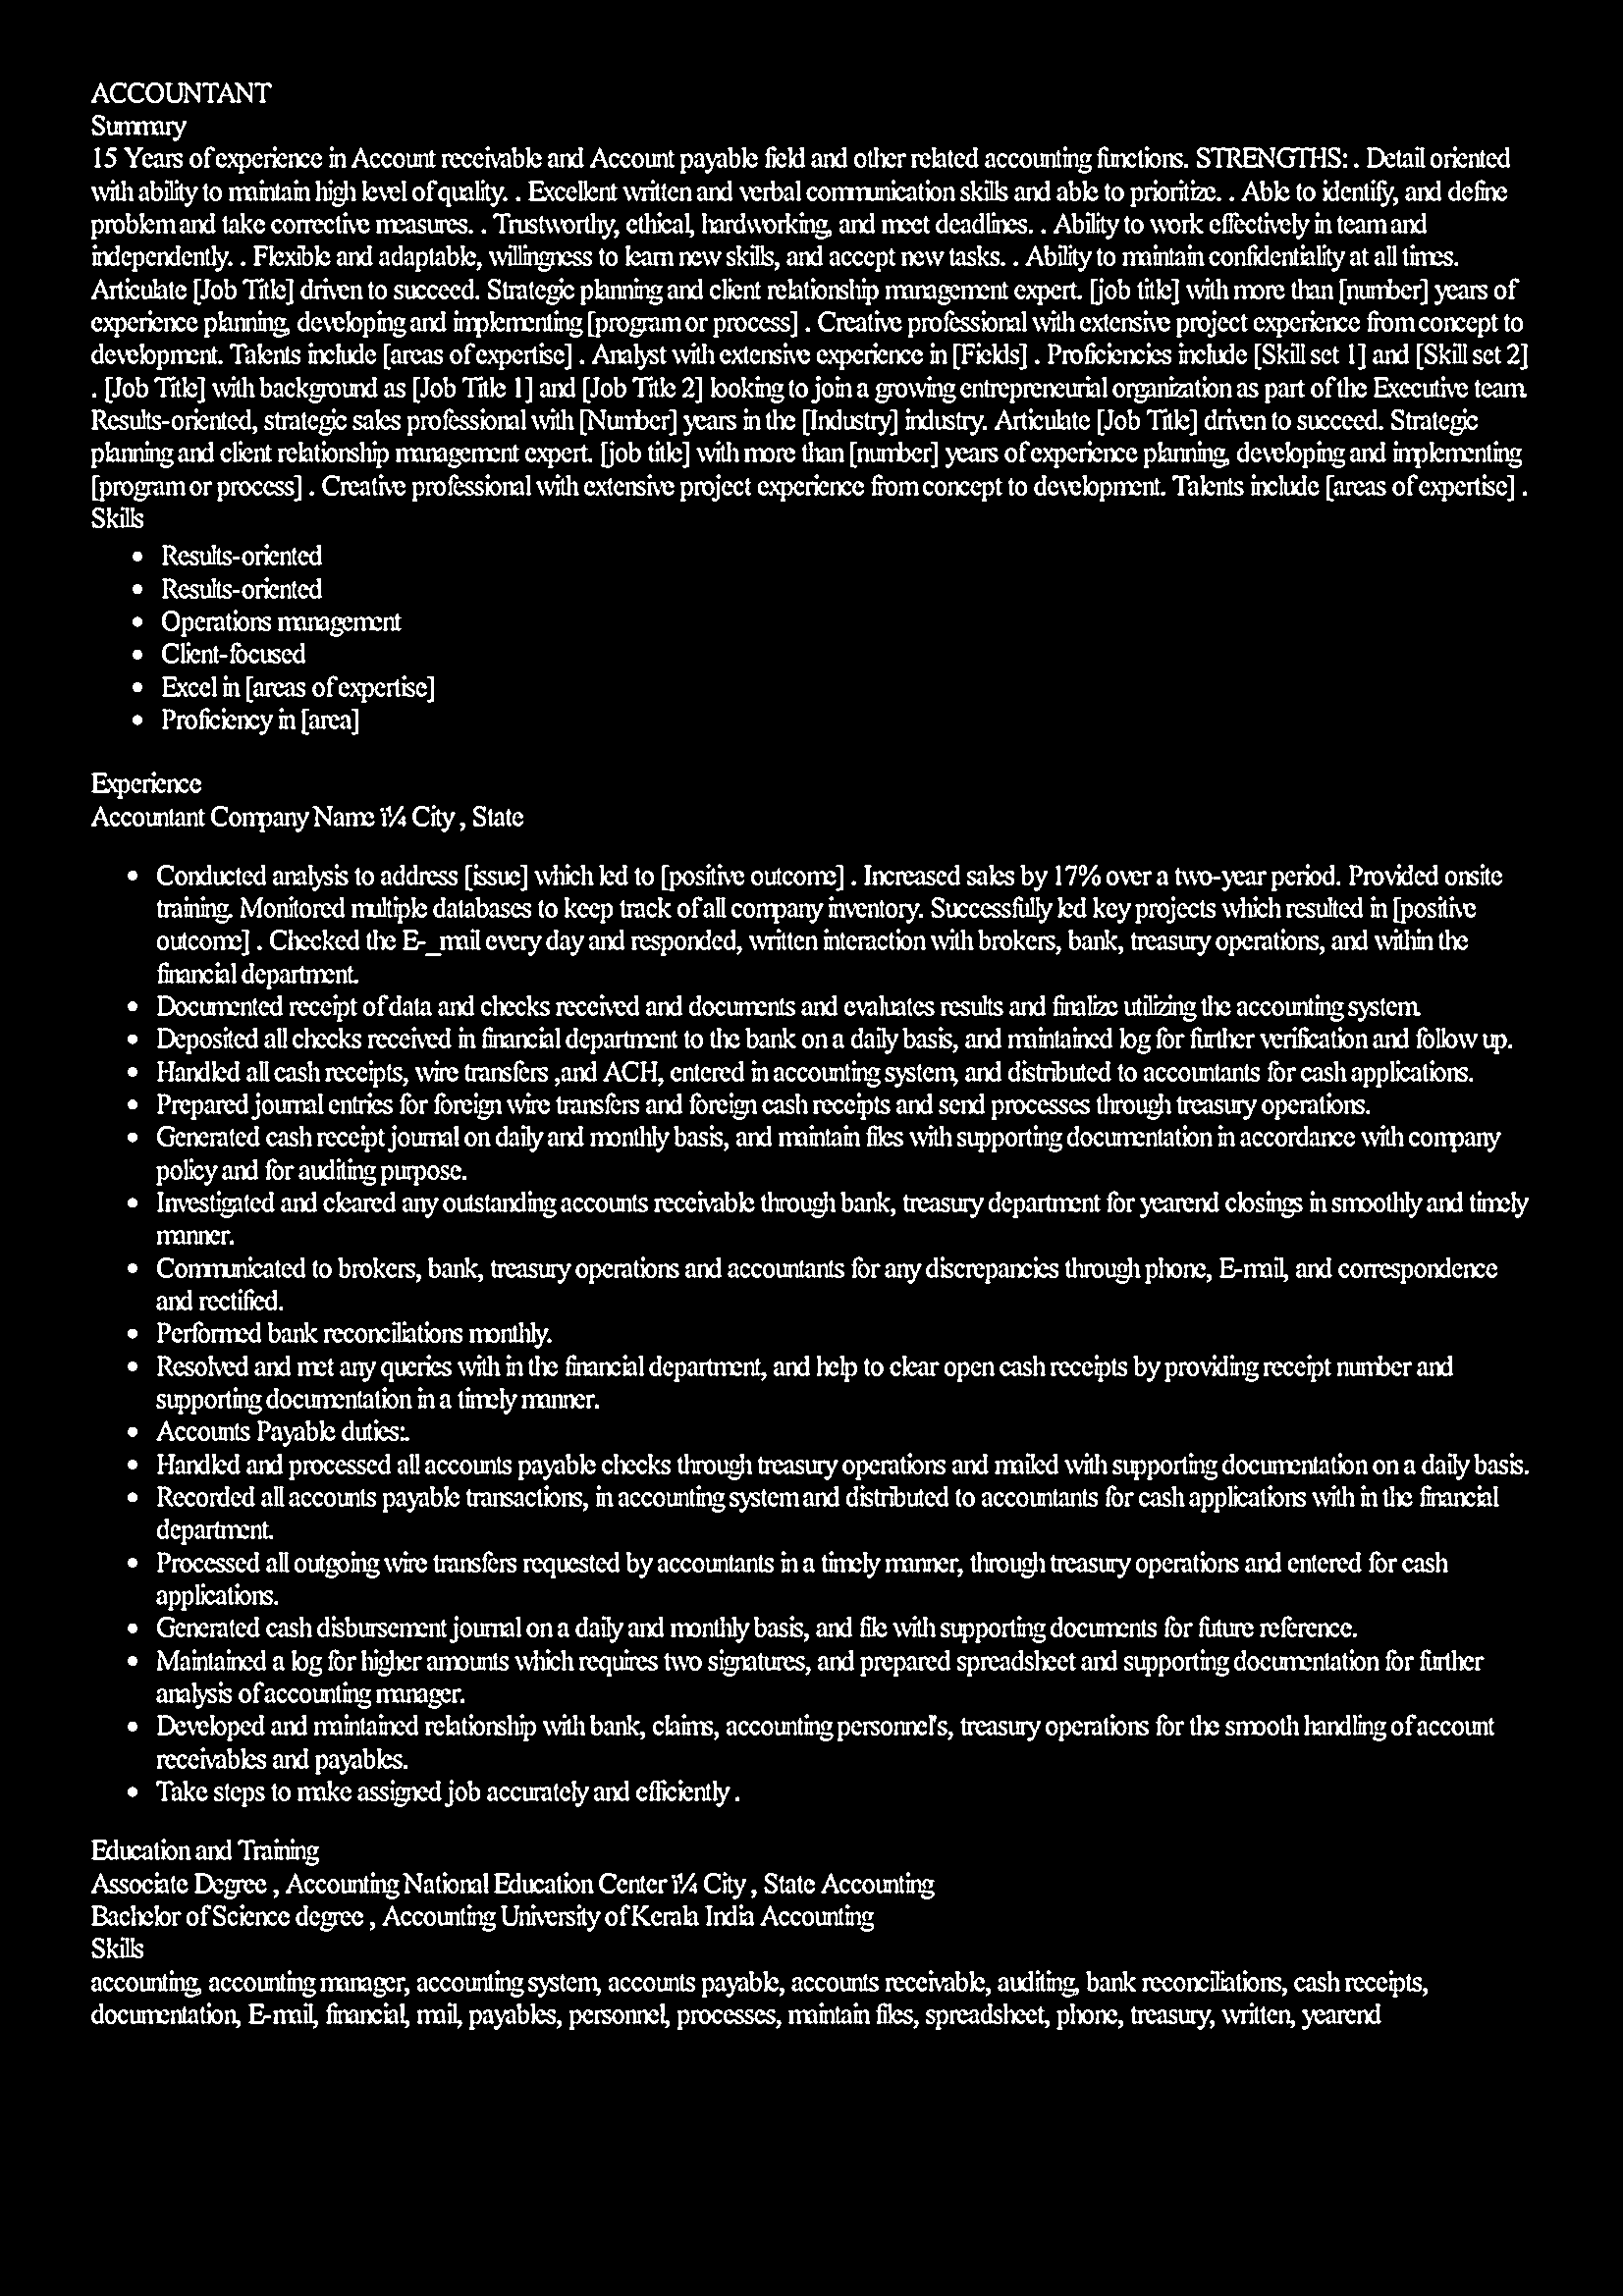 ACCOUNTANT
Summary
15 Years of experience in Account receivable and Account payable field and other related accounting functions. STRENGTHS: . Detail oriented
with ability to maintain high level of quality. . Excellent written and verbal communication skills and able to prioritize. . Able to identify, and define
problem and take corrective measures. . Trustworthy, ethical, hardworking, and meet deadlines. . Ability to work effectively in team and
independently. . Flexible and adaptable, willingness to learn new skills, and accept new tasks. . Ability to maintain confidentiality at all times.
Articulate [Job Title] driven to succeed. Strategic planning and client relationship management expert. [job title] with more than [number] years of
experience planning, developing and implementing [program or process] . Creative professional with extensive project experience from concept to
development. Talents include [areas of expertise] . Analyst with extensive experience in [Fields] . Proficiencies include [Skill set 1] and [Skill set 2]
. [Job Title] with background as [Job Title 1] and [Job Title 2] looking to join a growing entrepreneurial organization as part of the Executive team.
Results-oriented, strategic sales professional with [Number] years in the [Industry] industry. Articulate [Job Title] driven to succeed. Strategic
planning and client relationship management expert. [job title] with more than [number] years of experience planning, developing and implementing
[program or process] . Creative professional with extensive project experience from concept to development. Talents include [areas of expertise] .
Skills
• Results-oriented
• Results-oriented
• Operations management
• Client-focused
• Excel in [areas of expertise]
• Proficiency in [area]
Experience
Accountant Company Name ï¼ City , State
• Conducted analysis to address [issue] which led to [positive outcome] . Increased sales by 17% over a two-year period. Provided onsite
training. Monitored multiple databases to keep track of all company inventory. Successfully led key projects which resulted in [positive
outcome] . Checked the E-_mail every day and responded, written interaction with brokers, bank, treasury operations, and within the
financial department.
• Documented receipt of data and checks received and documents and evaluates results and finalize utilizing the accounting system.
• Deposited all checks received in financial department to the bank on a daily basis, and maintained log for further verification and follow up.
• Handled all cash receipts, wire transfers ,and ACH, entered in accounting system, and distributed to accountants for cash applications.
• Prepared journal entries for foreign wire transfers and foreign cash receipts and send processes through treasury operations.
• Generated cash receipt journal on daily and monthly basis, and maintain files with supporting documentation in accordance with company
policy and for auditing purpose.
• Investigated and cleared any outstanding accounts receivable through bank, treasury department for yearend closings in smoothly and timely
manner.
• Communicated to brokers, bank, treasury operations and accountants for any discrepancies through phone, E-mail, and correspondence
and rectified.
• Performed bank reconciliations monthly.
• Resolved and met any queries with in the financial department, and help to clear open cash receipts by providing receipt number and
supporting documentation in a timely manner.
• Accounts Payable duties:.
• Handled and processed all accounts payable checks through treasury operations and mailed with supporting documentation on a daily basis.
• Recorded all accounts payable transactions, in accounting system and distributed to accountants for cash applications with in the financial
department.
• Processed all outgoing wire transfers requested by accountants in a timely manner, through treasury operations and entered for cash
applications.
• Generated cash disbursement journal on a daily and monthly basis, and file with supporting documents for future reference.
• Maintained a log for higher amounts which requires two signatures, and prepared spreadsheet and supporting documentation for further
analysis of accounting manager.
• Developed and maintained relationship with bank, claims, accounting personnel's, treasury operations for the smooth handling of account
receivables and payables.
• Take steps to make assigned job accurately and efficiently .
Education and Training
Associate Degree , Accounting National Education Center ï¼ City , State Accounting
Bachelor of Science degree , Accounting University of Kerala India Accounting
Skills
accounting, accounting manager, accounting system, accounts payable, accounts receivable, auditing, bank reconciliations, cash receipts,
documentation, E-mail, financial, mail, payables, personnel, processes, maintain files, spreadsheet, phone, treasury, written, yearend